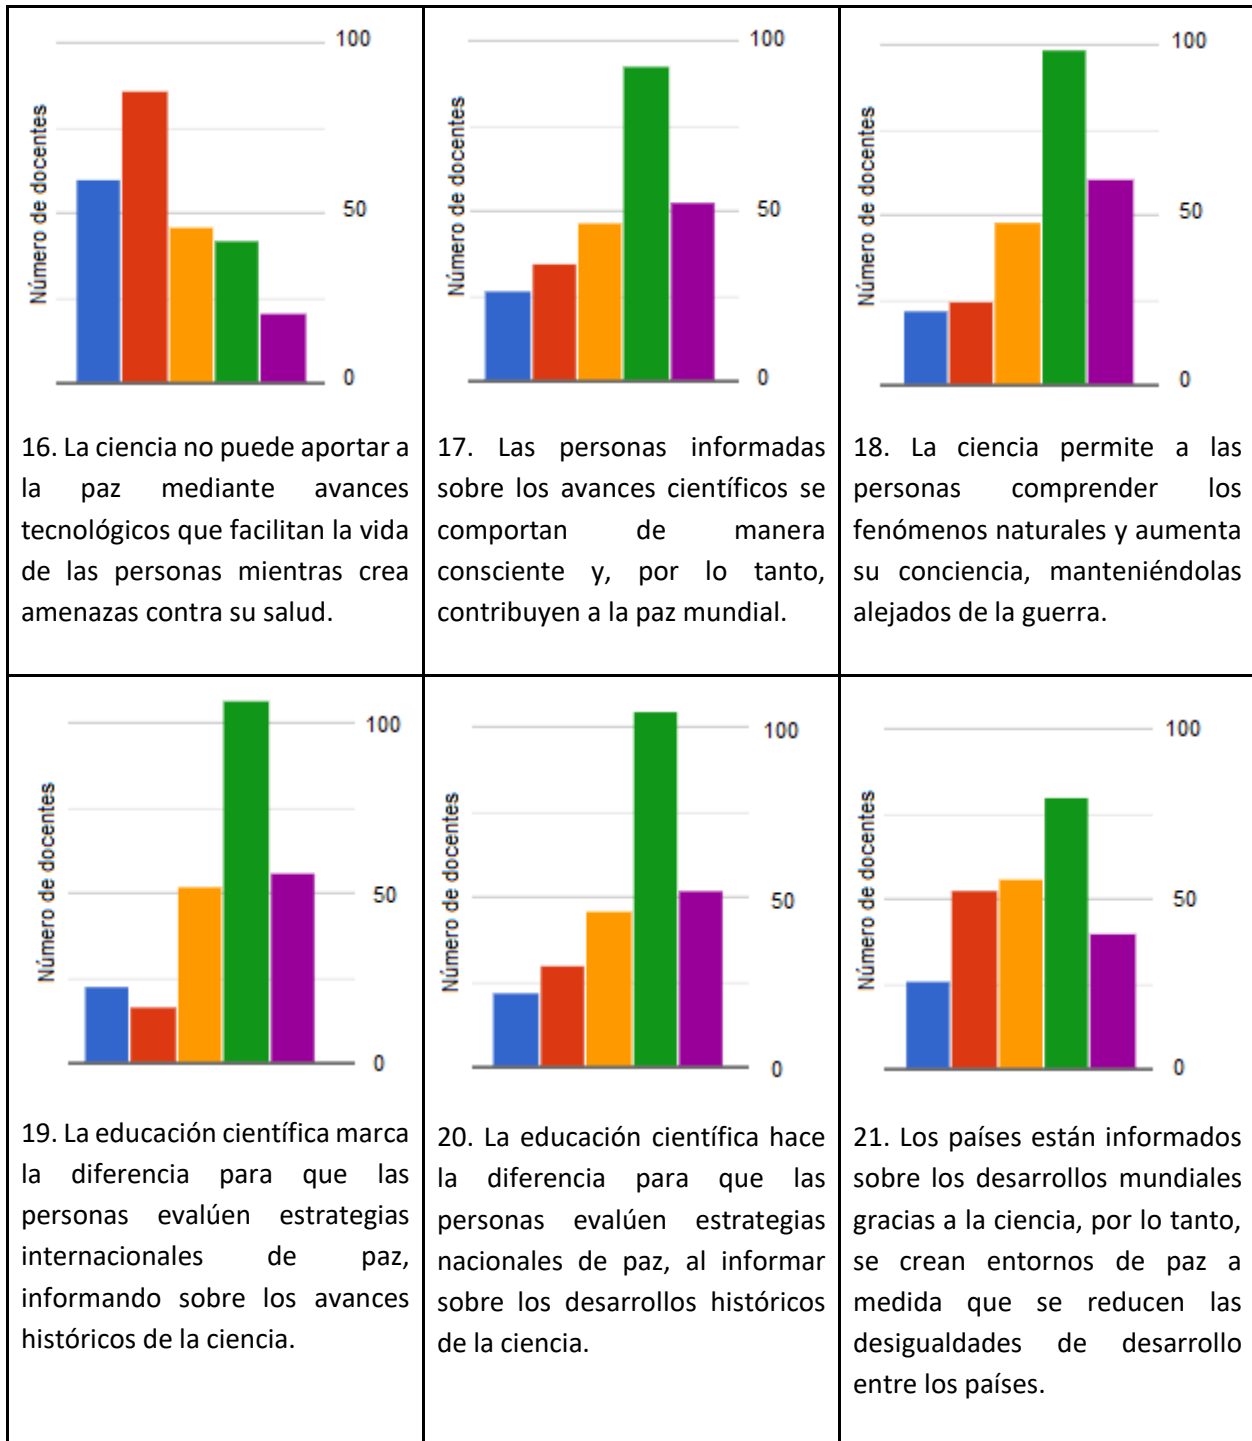 100
50
0
Número de docentes
16. La ciencia no puede aportar a
la paz mediante avances
tecnológicos que facilitan la vida
de las personas mientras crea
amenazas contra su salud.
100
50
0
Número de docentes
17. Las personas informadas
sobre los avances científicos se
comportan de manera
consciente y, por lo tanto,
contribuyen a la paz mundial.
100
50
0
Número de docentes
18. La ciencia permite a las
personas comprender los
fenómenos naturales y aumenta
su conciencia, manteniéndolas
alejados de la guerra.
100
50
0
Número de docentes
19. La educación científica marca
la diferencia para que las
personas evalúen estrategias
internacionales de paz,
informando sobre los avances
históricos de la ciencia.
100
50
0
Número de docentes
20. La educación científica hace
la diferencia para que las
personas evalúen estrategias
nacionales de paz, al informar
sobre los desarrollos históricos
de la ciencia.
100
50
0
Número de docentes
21. Los países están informados
sobre los desarrollos mundiales
gracias a la ciencia, por lo tanto,
se crean entornos de paz a
medida que se reducen las
desigualdades de desarrollo
entre los países.